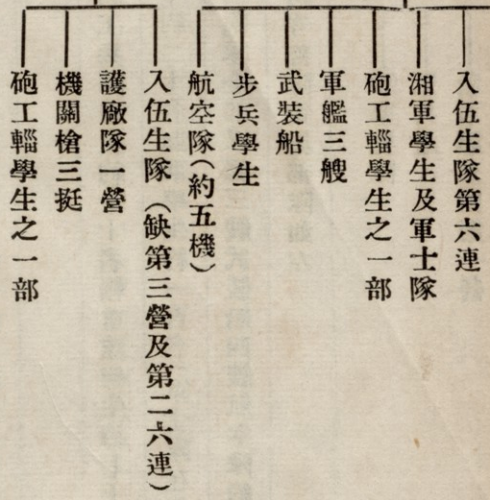 入伍生隊第六連
湘軍學生及軍士隊
砲工輜學生之一部
軍艦三艘
武裝船
步兵學生
航空隊(約五機)
入伍生隊(缺第三營及第二六連)
護廠隊一營
機關槍三挺
砲工輜學生之一部